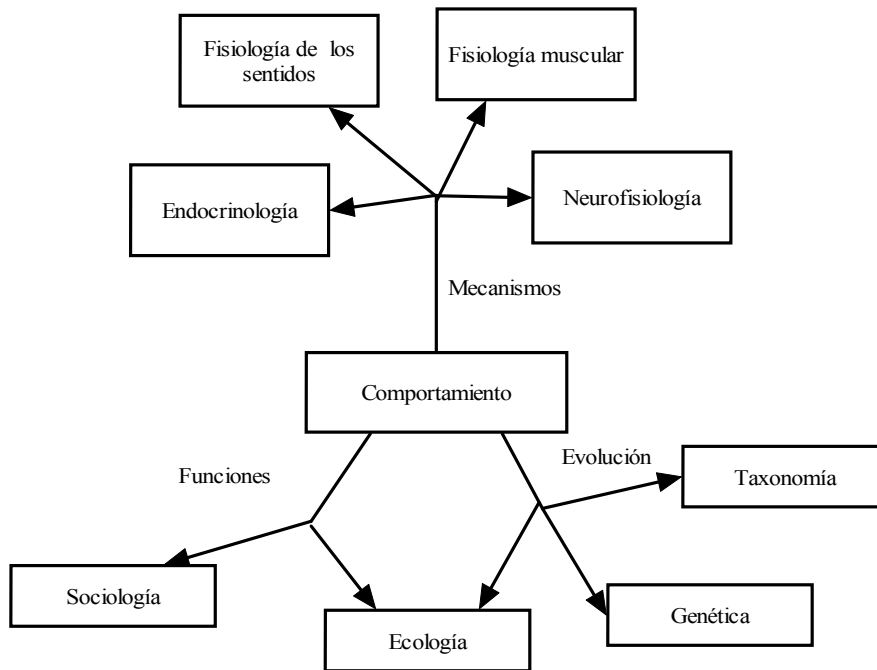 Fisiología de los
sentidos
Fisiología muscular
Endocrinología
Neurofisiología
Mecanismos
Comportamiento
Funciones
Evolución
Taxonomía
Sociología
Ecología
Genética